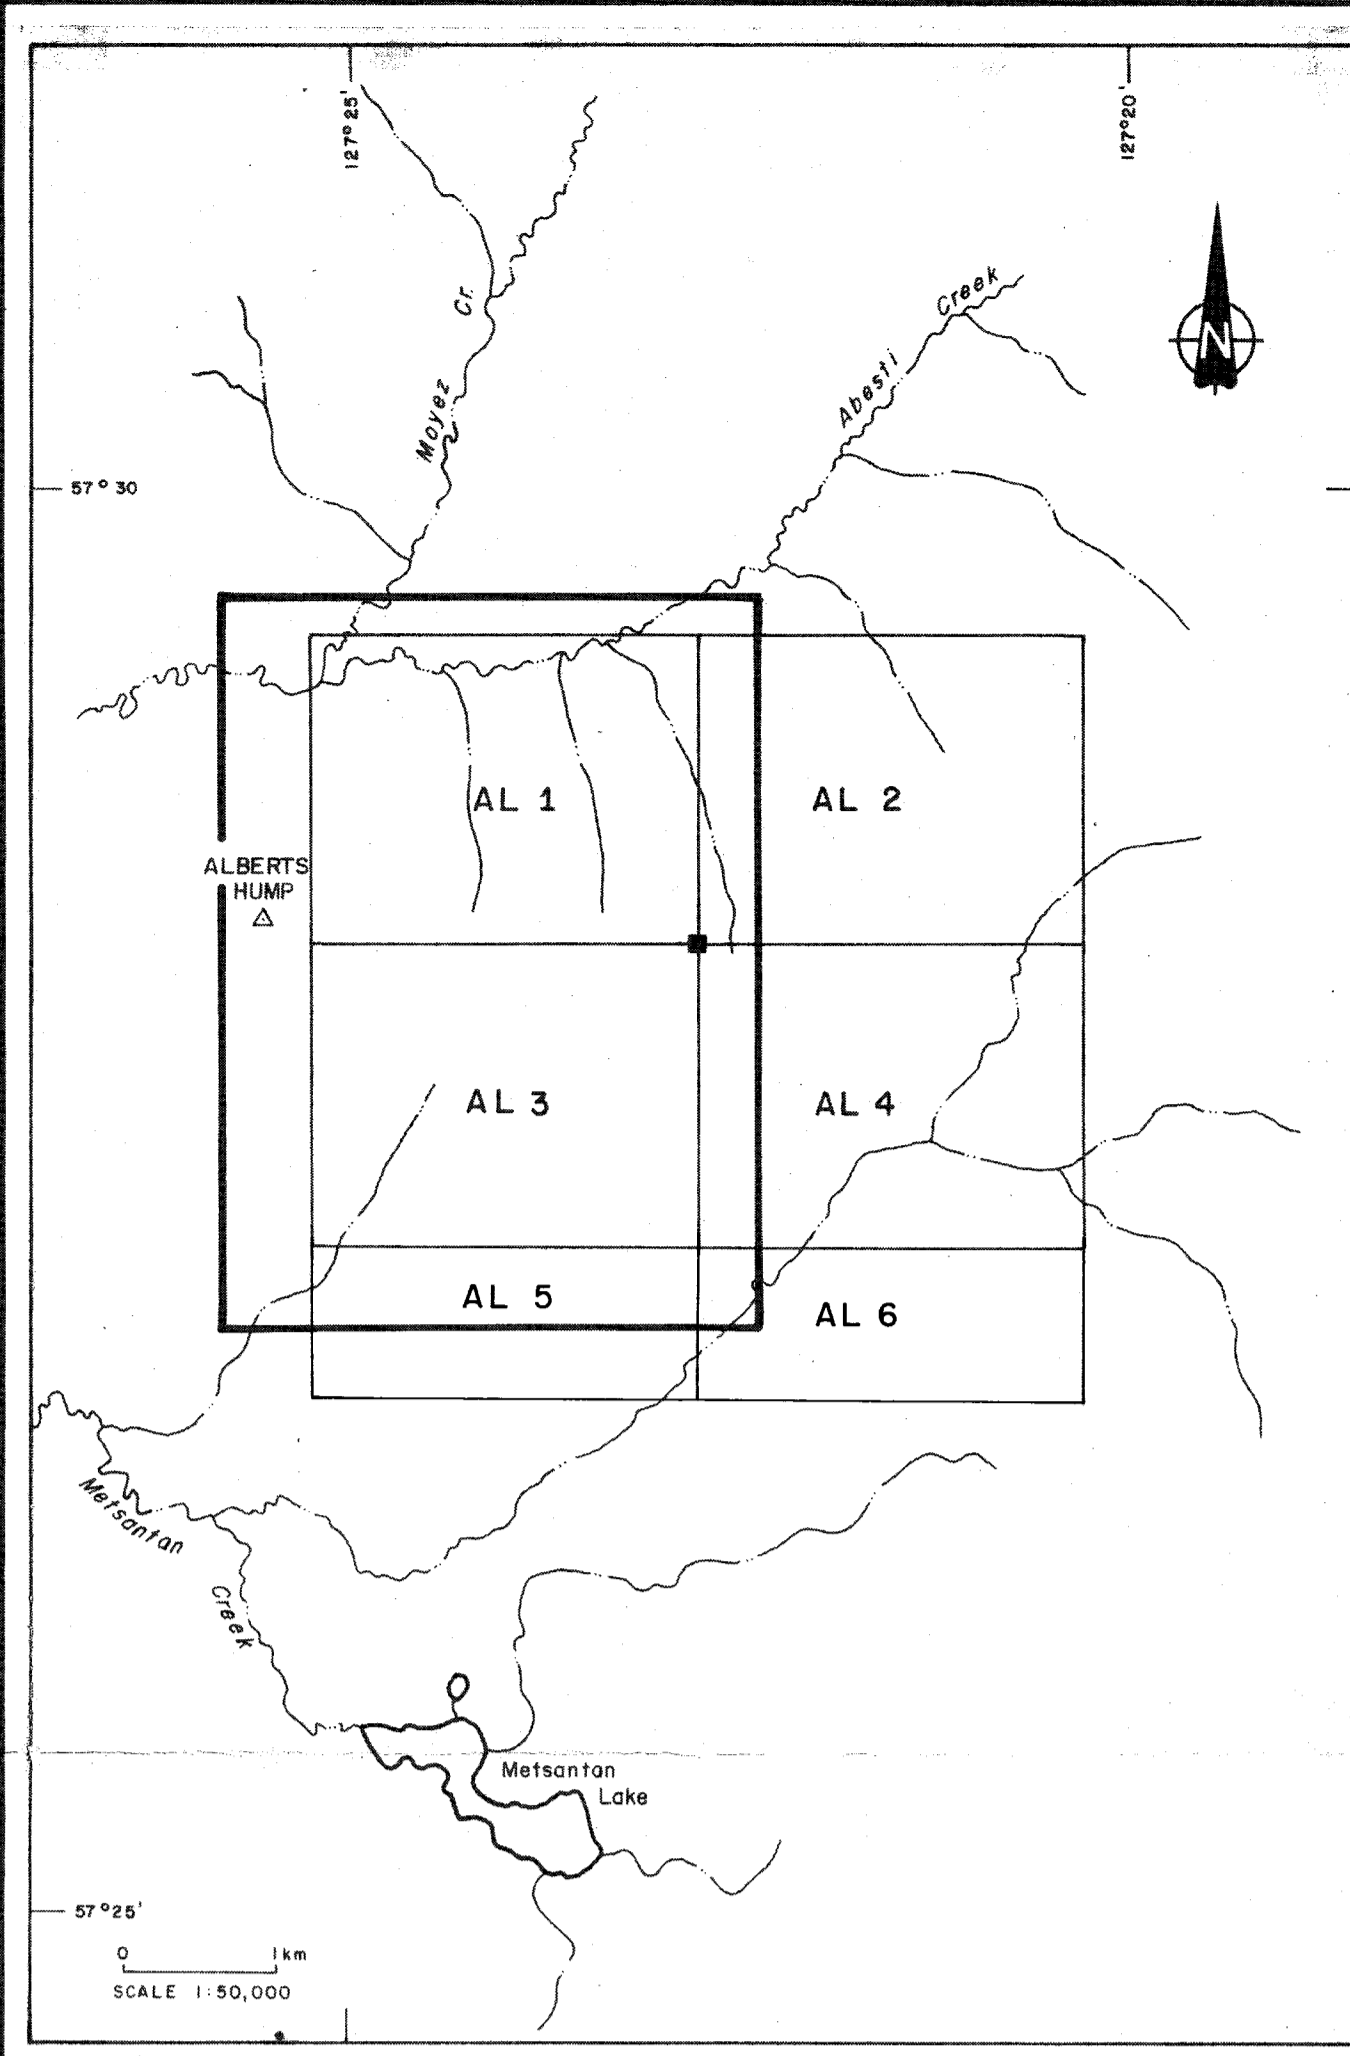 127° 25'
127° 20'
Creek
Cr.
N
Abesti
Moyez
57° 30
AL 1
AL 2
ALBERTS
HUMP
AL 3
AL 4
AL 5
AL 6
Metsantan
Creek
Metsantan
Lake
57° 25'
0 1 km
SCALE 1:50,000